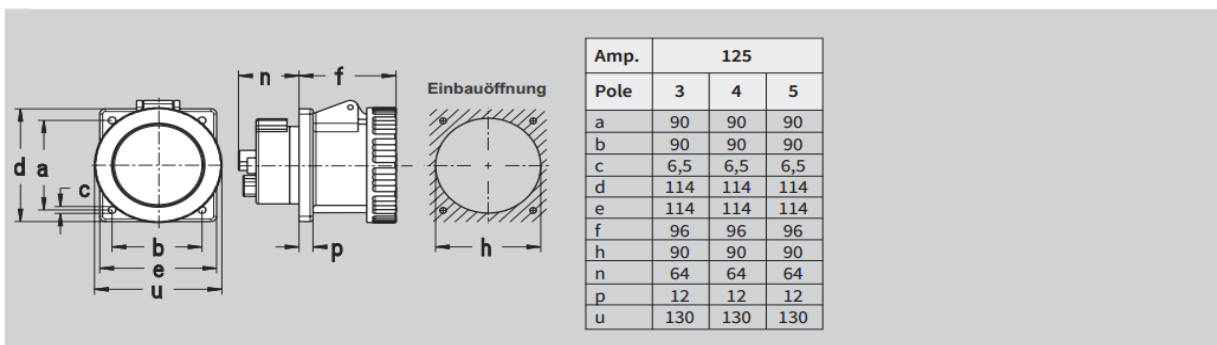 n f
Einbauöffnung
d a c
b p h
e
u
Amp. 125
Pole 3 4 5
a 90 90 90
b 90 90 90
c 6,5 6,5 6,5
d 114 114 114
e 114 114 114
f 96 96 96
h 90 90 90
n 64 64 64
p 12 12 12
u 130 130 130